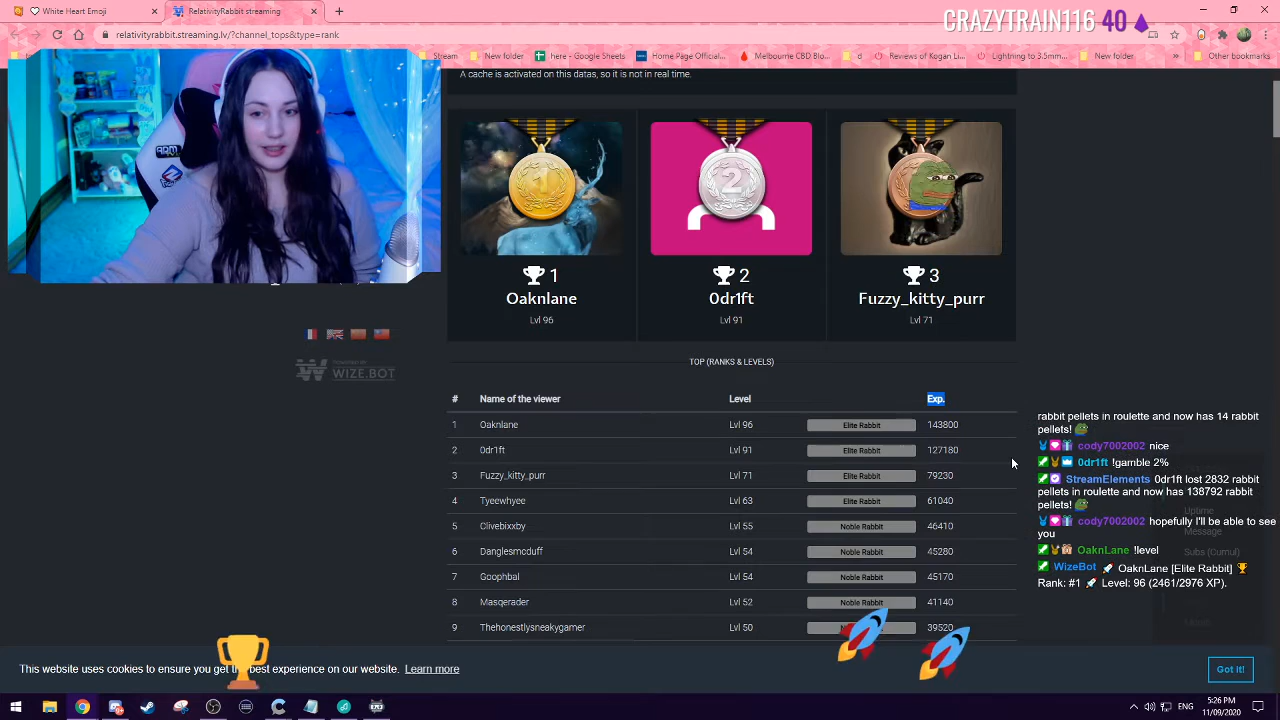 White Heart Emoji
RelativityRabbit streaming
CRAZYTRAIN116 40
relativityrabbit.streaming.lv/?channel_tops&type=rank
Stream
New folder
here - Google Sheets
Home Page Official...
Melbourne CBD Blo...
d
Reviews of Kogan Li...
Lightning to 3.5mm...
New folder
Other bookmarks
A cache is activated on this datas, so it is not in real time.
1
2
1
Oaknlane
Lvl 96
2
0dr1ft
Lvl 91
3
Fuzzy_kitty_purr
Lvl 71
POWERED BY
WIZE.BOT
TOP (RANKS & LEVELS)
# Name of the viewer Level Exp.
1 Oaknlane Lvl 96 Elite Rabbit 143800
2 0dr1ft Lvl 91 Elite Rabbit 127180
3 Fuzzy_kitty_purr Lvl 71 Elite Rabbit 79230
4 Tyeewhyee Lvl 63 Elite Rabbit 61040
5 Clivebixxby Lvl 55 Noble Rabbit 46410
6 Danglesmcduff Lvl 54 Noble Rabbit 45280
7 Goophbal Lvl 54 Noble Rabbit 45170
8 Masqerader Lvl 52 Noble Rabbit 41140
9 Thehonestlysneakygamer Lvl 50 39520
rabbit pellets in roulette and now has 14 rabbit
pellets!
cody7002002 nice
0dr1ft !gamble 2%
StreamElements 0dr1ft lost 2832 rabbit
pellets in roulette and now has 138792 rabbit
pellets!
cody7002002 hopefully I'll be able to see
you
OaknLane !level
WizeBot OaknLane [Elite Rabbit]
Rank: #1 Level: 96 (2461/2976 XP).
Uptime
Message
Subs (Cumul)
This website uses cookies to ensure you get the best experience on our website. Learn more
Got It!
ENG
5:26 PM
11/09/2020